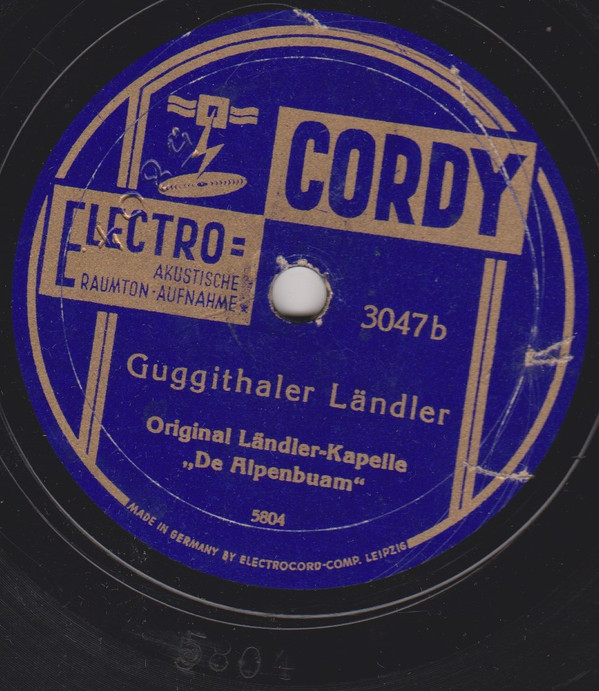 CORDY
ELECTRO=
AKUSTISCHE
RAUMTON-AUFNAHME
3047b
Guggithaler Ländler
Original Ländler-Kapelle
„De Alpenbuam“
5804
MADE IN GERMANY BY ELECTROCORD-COMP. LEIPZIG
5804